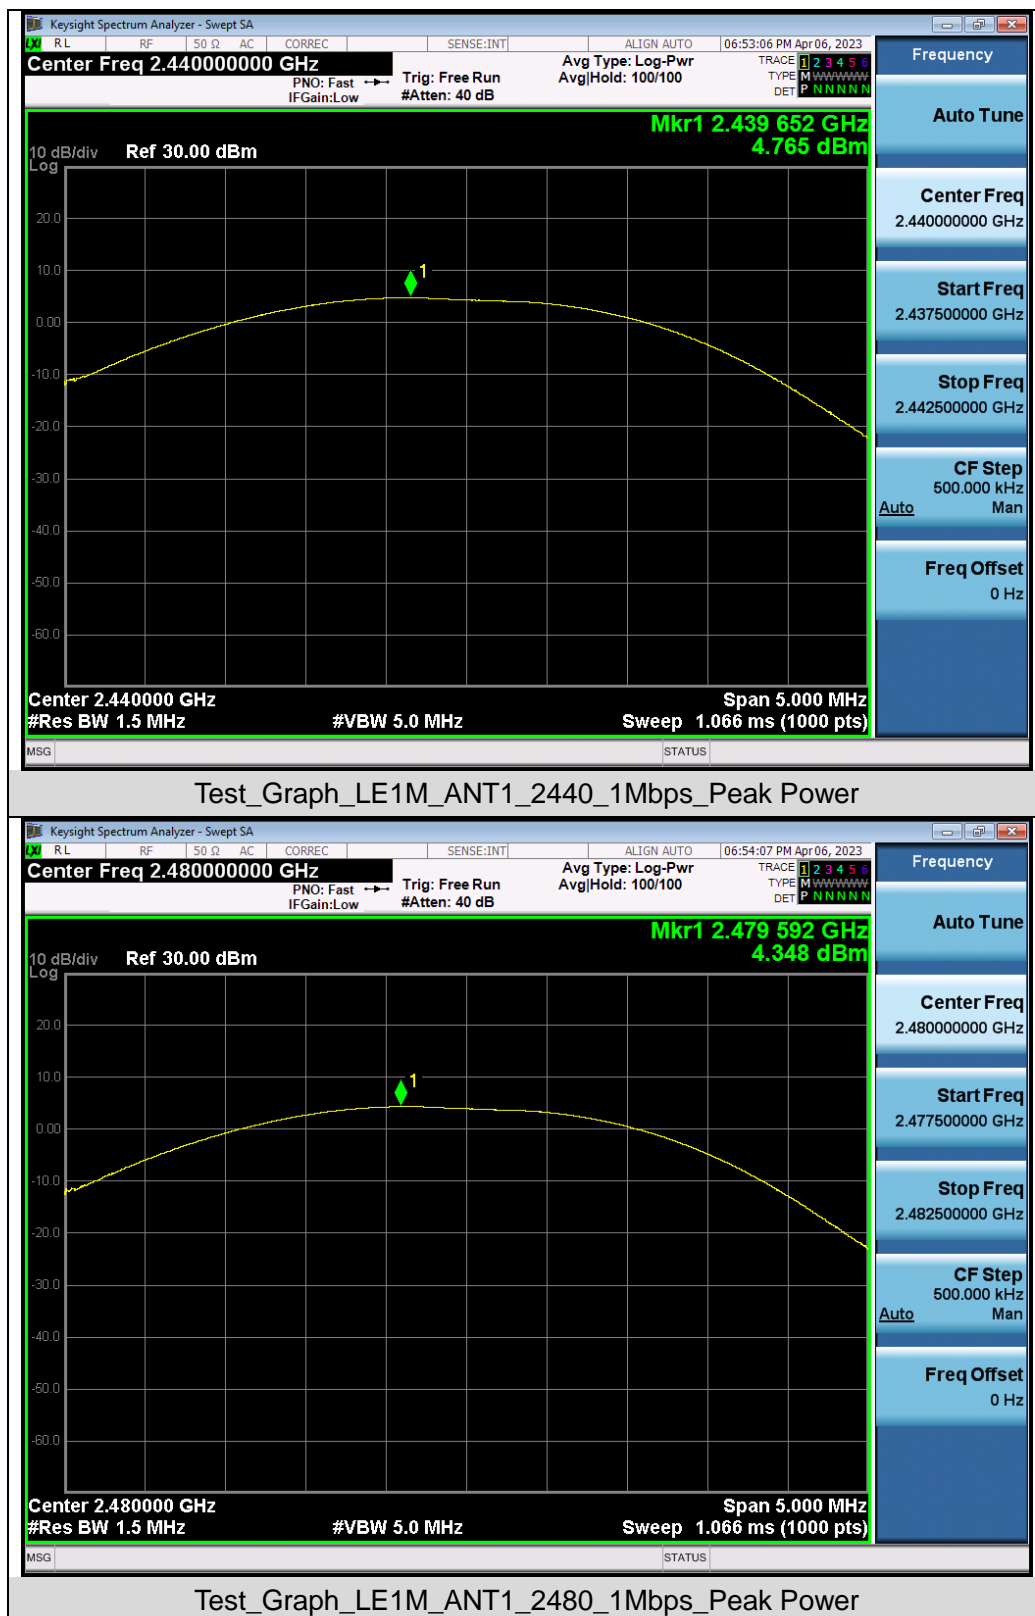 Keysight Spectrum Analyzer - Swept SA
LXI RL RF 50 Ω AC CORREC SENSE:INT ALIGN AUTO 06:53:06 PM Apr 06, 2023
Center Freq 2.440000000 GHz
PNO: Fast
IFGain:Low
Trig: Free Run
#Atten: 40 dB
Avg Type: Log-Pwr
Avg|Hold: 100/100
TRACE 1 2 3 4 5 6
TYPE M WWWWW
DET P N N N N N
Mkr1 2.439 652 GHz
4.765 dBm
10 dB/div Ref 30.00 dBm
Log
20.0
10.0
1
0.00
-10.0
-20.0
-30.0
-40.0
-50.0
-60.0
Center 2.440000 GHz Span 5.000 MHz
#Res BW 1.5 MHz #VBW 5.0 MHz Sweep 1.066 ms (1000 pts)
MSG STATUS
Frequency
Auto Tune
Center Freq
2.440000000 GHz
Start Freq
2.437500000 GHz
Stop Freq
2.442500000 GHz
CF Step
500.000 kHz
Auto Man
Freq Offset
0 Hz
Test_Graph_LE1M_ANT1_2440_1Mbps_Peak Power
Keysight Spectrum Analyzer - Swept SA
LXI RL RF 50 Ω AC CORREC SENSE:INT ALIGN AUTO 06:54:07 PM Apr 06, 2023
Center Freq 2.480000000 GHz
PNO: Fast
IFGain:Low
Trig: Free Run
#Atten: 40 dB
Avg Type: Log-Pwr
Avg|Hold: 100/100
TRACE 1 2 3 4 5 6
TYPE M WWWWW
DET P N N N N N
Mkr1 2.479 592 GHz
4.348 dBm
10 dB/div Ref 30.00 dBm
Log
20.0
10.0
1
0.00
-10.0
-20.0
-30.0
-40.0
-50.0
-60.0
Center 2.480000 GHz Span 5.000 MHz
#Res BW 1.5 MHz #VBW 5.0 MHz Sweep 1.066 ms (1000 pts)
MSG STATUS
Frequency
Auto Tune
Center Freq
2.480000000 GHz
Start Freq
2.477500000 GHz
Stop Freq
2.482500000 GHz
CF Step
500.000 kHz
Auto Man
Freq Offset
0 Hz
Test_Graph_LE1M_ANT1_2480_1Mbps_Peak Power